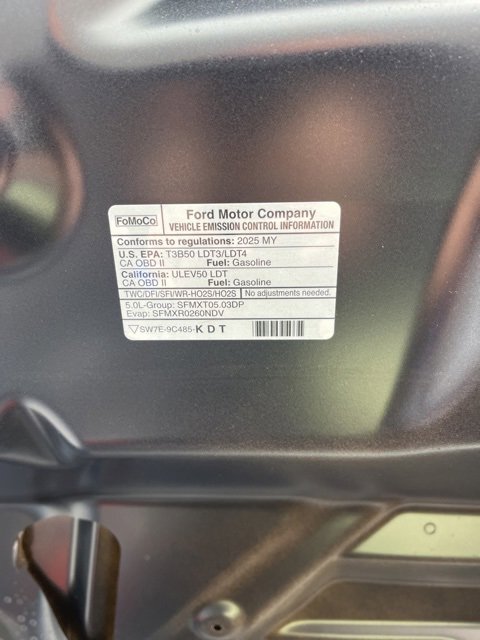 FoMoCo
Ford Motor Company
VEHICLE EMISSION CONTROL INFORMATION
Conforms to regulations: 2025 MY
U.S. EPA: T3B50 LDT3/LDT4
CA OBD II Fuel: Gasoline
California: ULEV50 LDT
CA OBD II Fuel: Gasoline
TWC/DFI/SFI/WR-HO2S/HO2S No adjustments needed.
5.0L-Group: SFMXT05.03DP
Evap: SFMXR0260NDV
SW7E-9C485-KDT